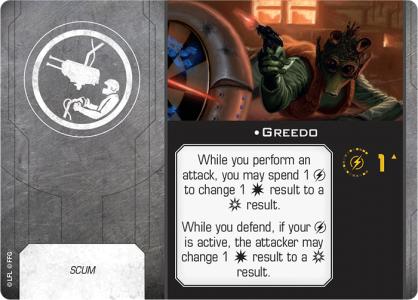 • GREEDO
While you perform an
attack, you may spend 1
to change 1 result to a
result.
While you defend, if your
is active, the attacker may
change 1 result to a
result.
1
SCUM
© LFL © FFG